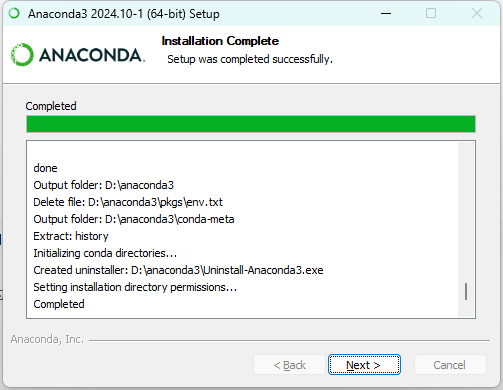 Anaconda3 2024.10-1 (64-bit) Setup
Installation Complete
Setup was completed successfully.
ANACONDA.
Completed
done
Output folder: D:\anaconda3
Delete file: D:\anaconda3\pkgs\env.txt
Output folder: D:\anaconda3\conda-meta
Extract: history
Initializing conda directories...
Created uninstaller: D:\anaconda3\Uninstall-Anaconda3.exe
Setting installation directory permissions...
Completed
Anaconda, Inc.
< Back
Next >
Cancel